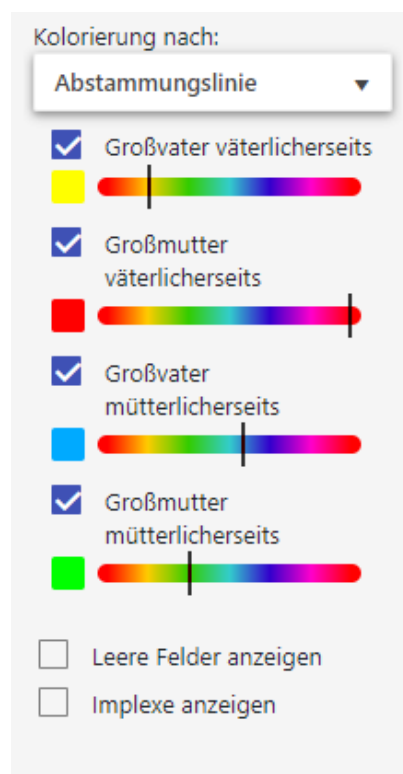 Kolorierung nach:
Abstammungslinie
Großvater väterlicherseits
Großmutter
väterlicherseits
Großvater
mütterlicherseits
Großmutter
mütterlicherseits
Leere Felder anzeigen
Implexe anzeigen